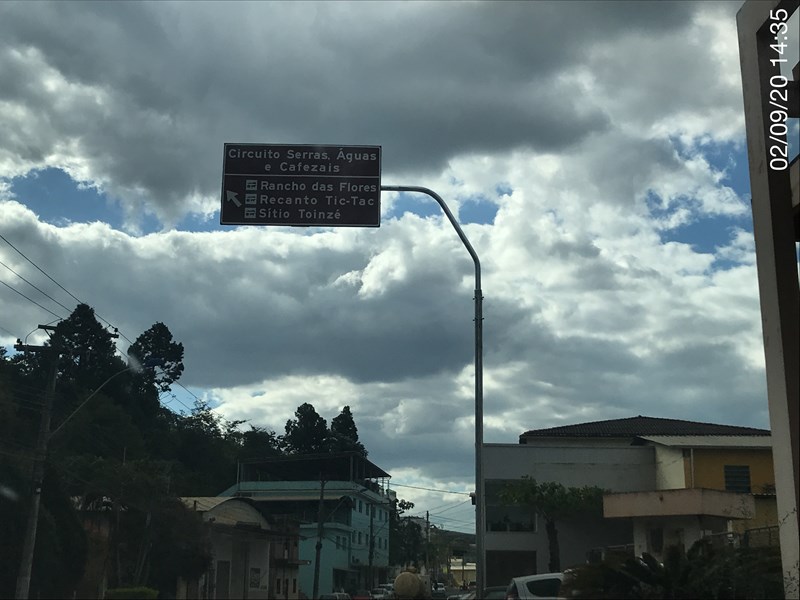 Circuito Serras, Águas
e Cafezais
Rancho das Flores
Recanto Tic-Tac
Sítio Toinzé
02/09/20 14:35